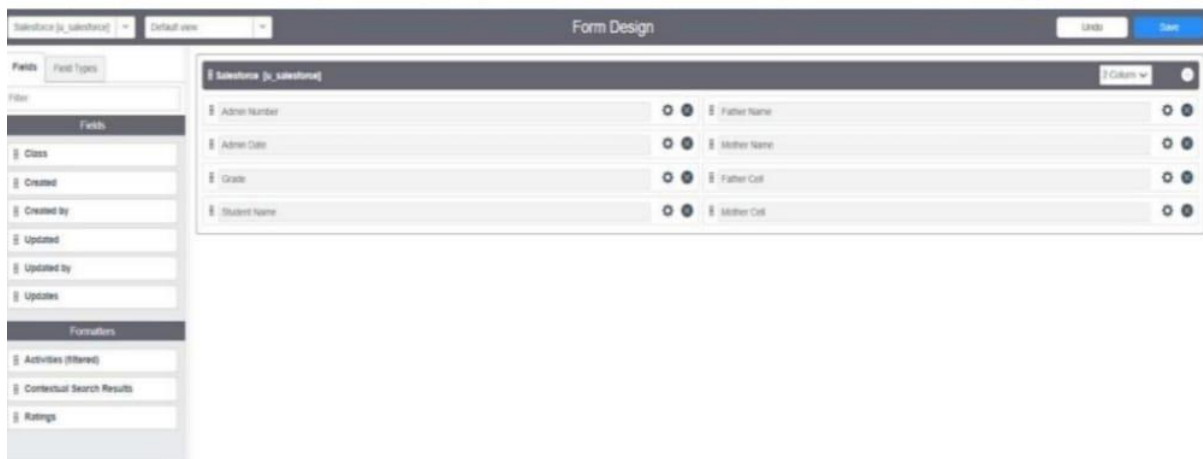 Salesforce [u_salesforce]
Default view
Form Design
Undo
Save
Fields
Field Types
Filter
Fields
Class
Created
Created by
Updated
Updated by
Updates
Formatters
Activities (filtered)
Contextual Search Results
Ratings
Salesforce [u_salesforce]
2 Column
Admin Number
Father Name
Admin Date
Mother Name
Grade
Father Cell
Student Name
Mother Cell